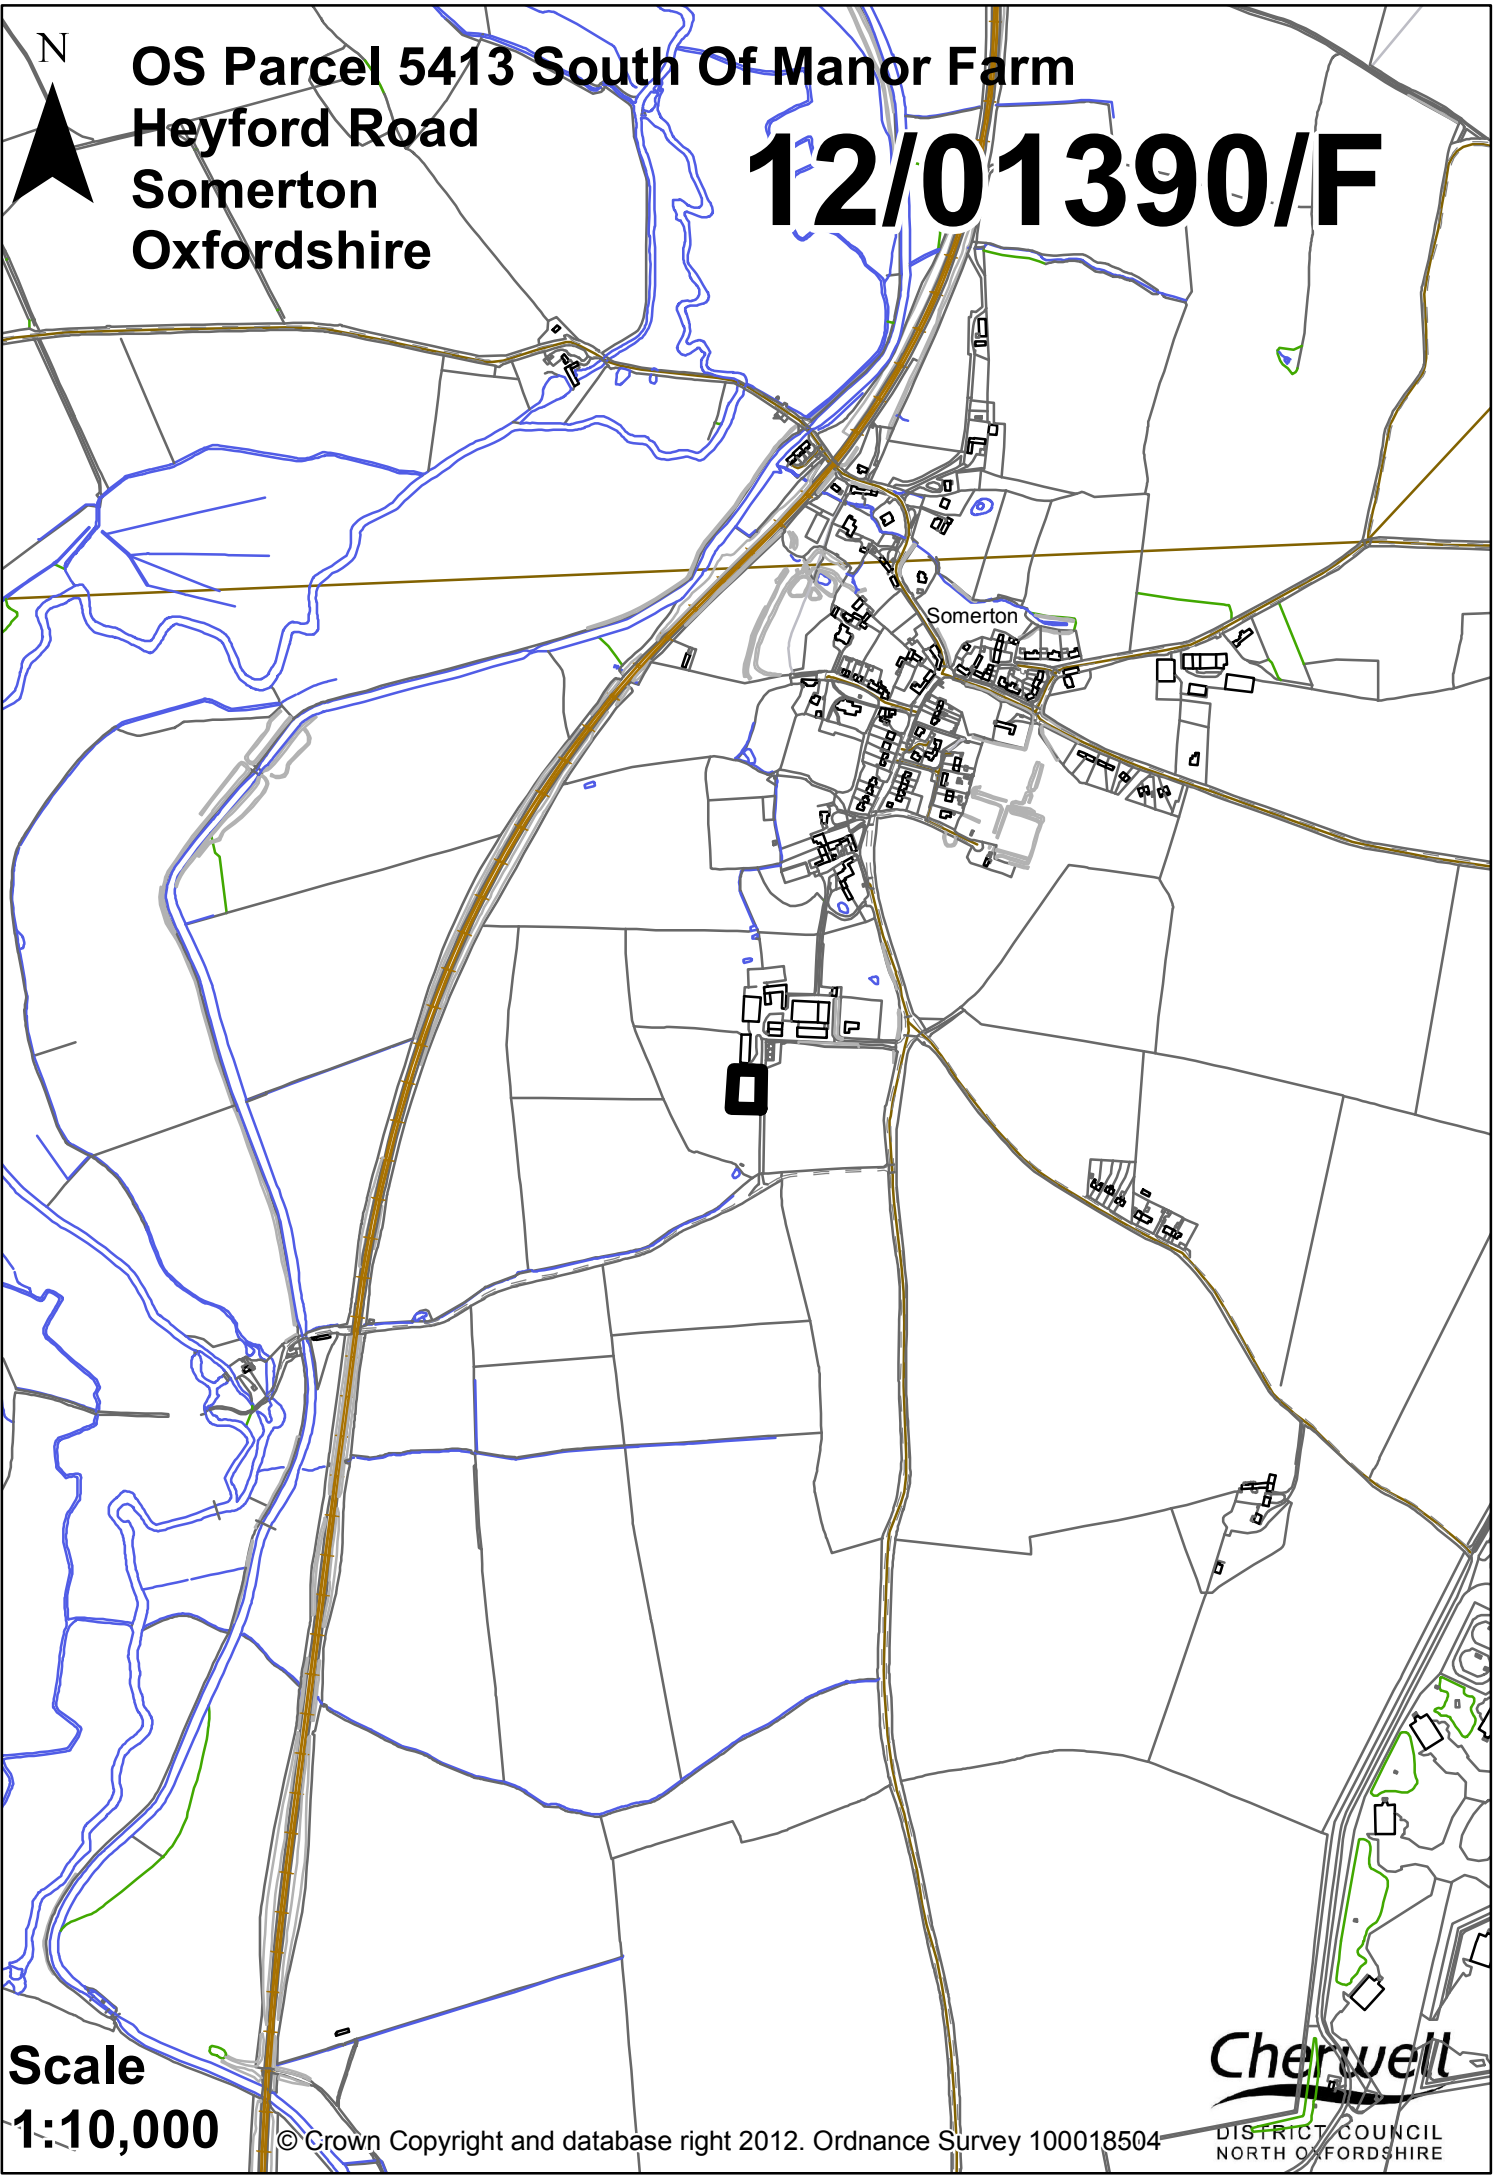 N
OS Parcel 5413 South Of Manor Farm
Heyford Road
Somerton
Oxfordshire
12/01390/F
Somerton
Scale
1:10,000
© Crown Copyright and database right 2012. Ordnance Survey 100018504
Cherwell
DISTRICT COUNCIL
NORTH OXFORDSHIRE